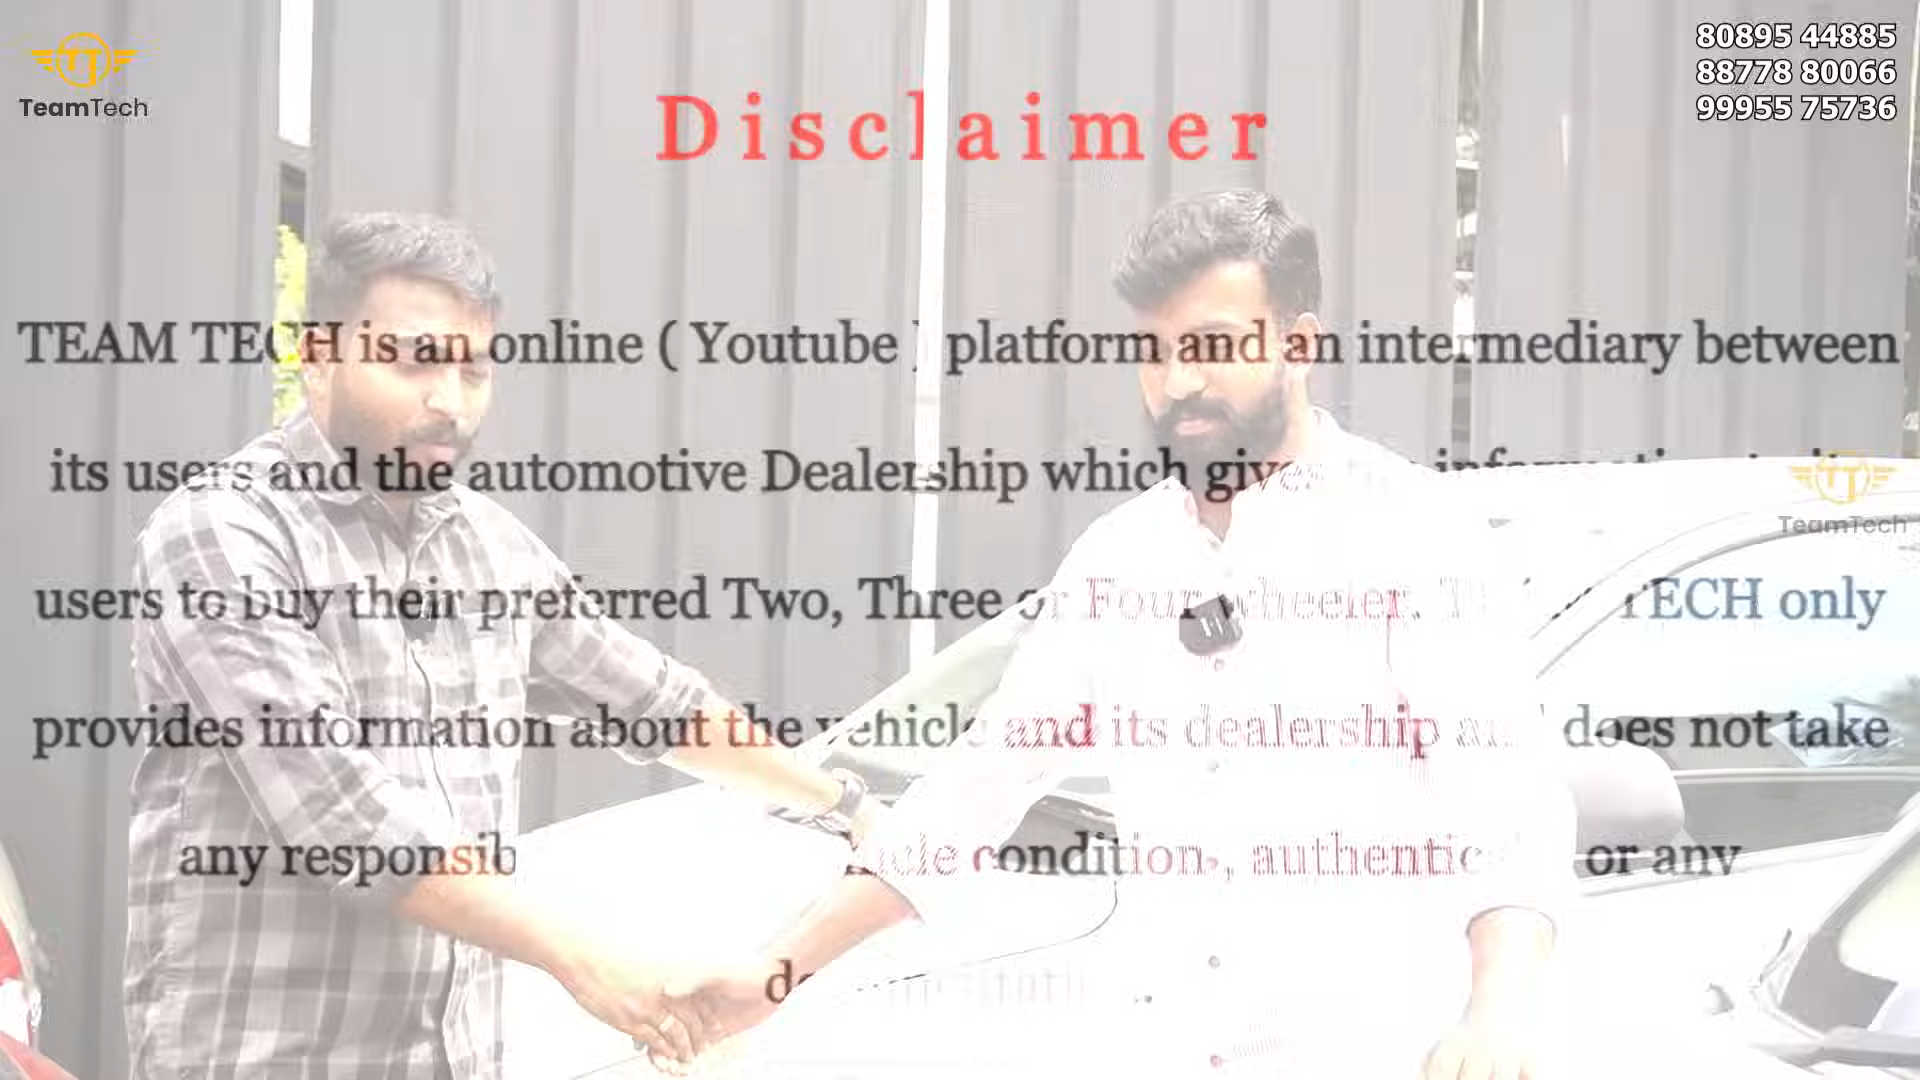 TeamTech
80895 44885
88778 80066
99955 75736
Disclaimer
TEAM TECH is an online ( Youtube ) platform and an intermediary between
its users and the automotive Dealership which gives
TeamTech
users to buy their preferred Two, Three or Four wheeler. TECH only
provides information about the vehicle and its dealership does not take
any condition, or any